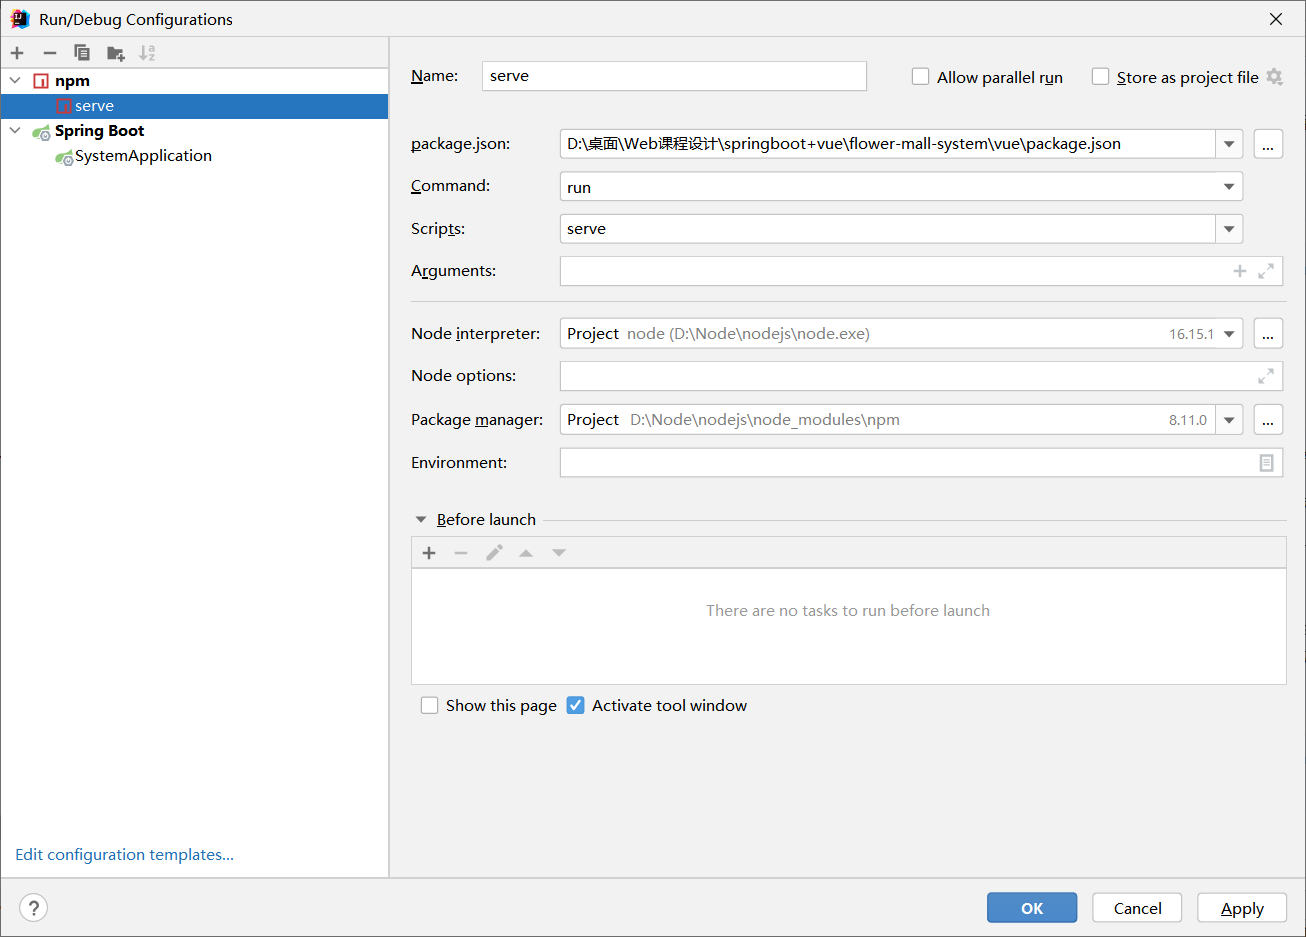 Run/Debug Configurations
npm
serve
Spring Boot
SystemApplication
Edit configuration templates...
Name: serve Allow parallel run Store as project file
package.json: D:\桌面\Web课程设计\springboot+vue\flower-mall-system\vue\package.json ...
Command: run
Scripts: serve
Arguments:
Node interpreter: Project node (D:\Node\nodejs\node.exe) 16.15.1 ...
Node options:
Package manager: Project D:\Node\nodejs\node_modules\npm 8.11.0 ...
Environment:
Before launch
There are no tasks to run before launch
Show this page Activate tool window
? OK Cancel Apply